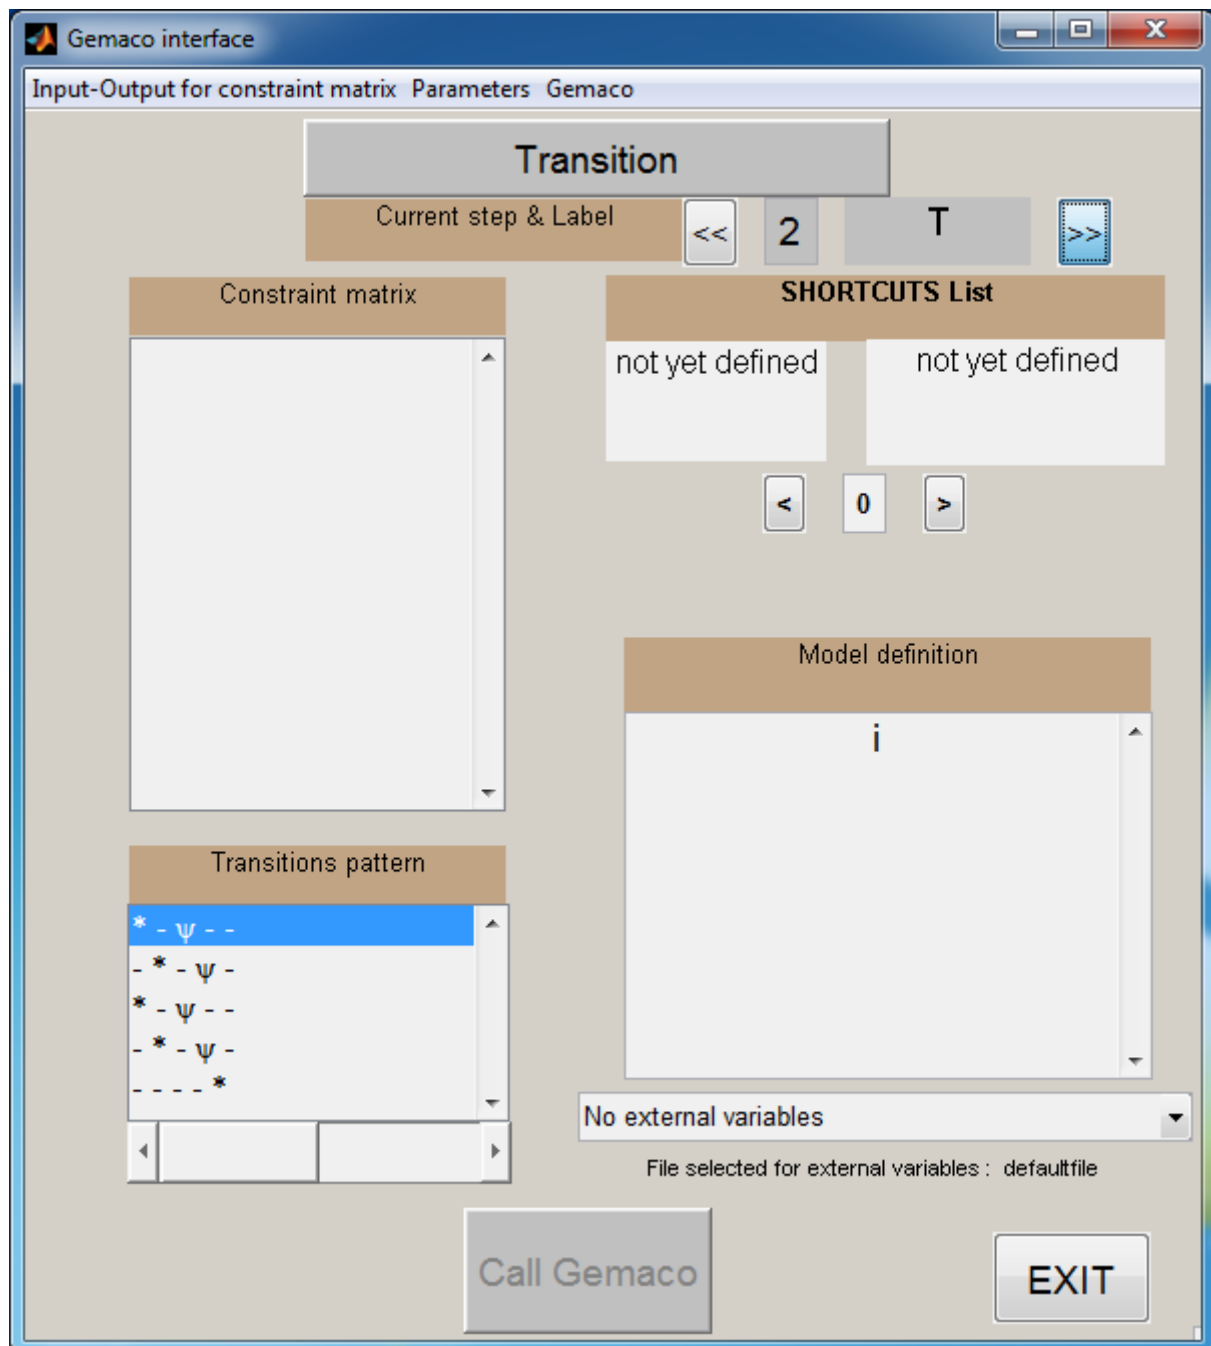 Gemaco interface
Input-Output for constraint matrix Parameters Gemaco
Transition
Current step & Label << 2 T >>
Constraint matrix
SHORTCUTS List
not yet defined not yet defined
< 0 >
Model definition
i
Transitions pattern
* - ψ - -
- * - ψ -
* - ψ - -
- * - ψ -
- - - - *
No external variables
File selected for external variables : defaultfile
Call Gemaco
EXIT